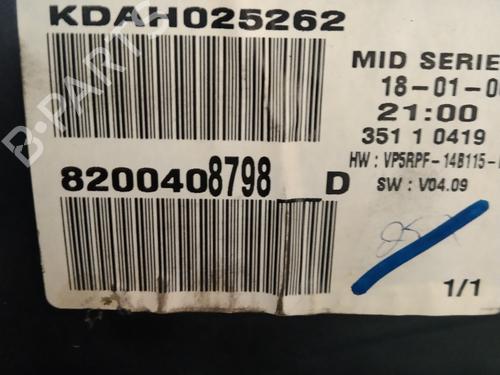 KDAH025262
MID SERIE
18-01-0
21:00
351 1 0419
HW : VP5RPF-14B115-
8200408798 D
SW : V04.09
1/1
B-PARTS